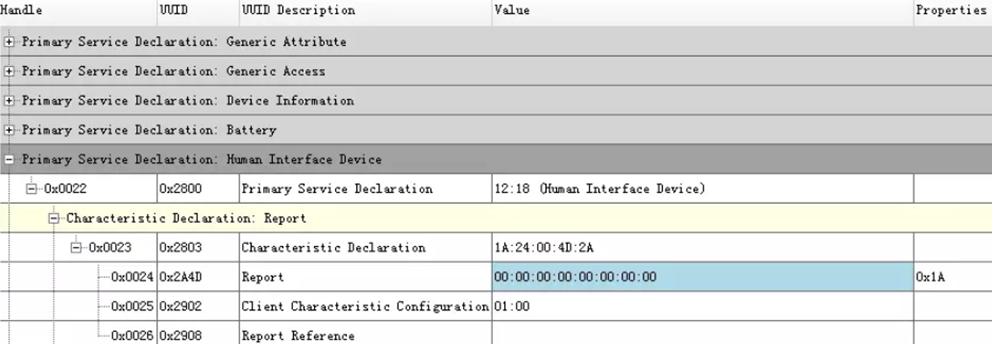 Handle UUID UUID Description Value Properties
Primary Service Declaration: Generic Attribute
Primary Service Declaration: Generic Access
Primary Service Declaration: Device Information
Primary Service Declaration: Battery
Primary Service Declaration: Human Interface Device
0x0022 0x2800 Primary Service Declaration 12:18 (Human Interface Device)
Characteristic Declaration: Report
0x0023 0x2803 Characteristic Declaration 1A:24:00:4D:2A
0x0024 0x2A4D Report 00:00:00:00:00:00:00:00 0x1A
0x0025 0x2902 Client Characteristic Configuration 01:00
0x0026 0x2908 Report Reference